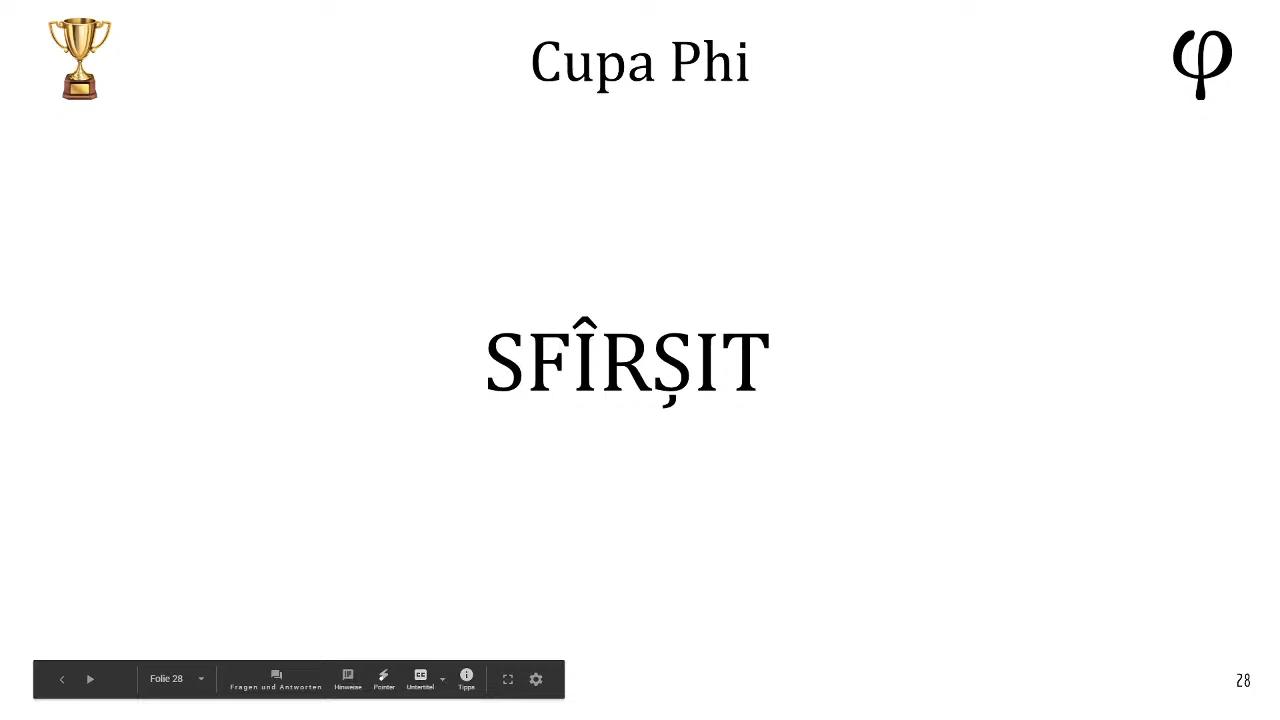 Cupa Phi
φ
SFÎRȘIT
Folie 28
Fragen und Antworten
Hinweise
Pointer
Untertitel
Tipps
28